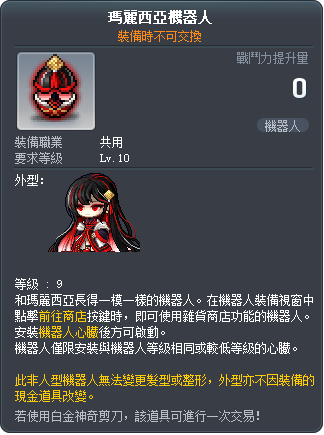 瑪麗西亞機器人
裝備時不可交換
戰鬥力提升量
0
機器人
裝備職業 共用
要求等級 Lv. 10
外型:
等級 : 9
和瑪麗西亞長得一模一樣的機器人。在機器人裝備視窗中
點擊前往商店按鍵時，即可使用雜貨商店功能的機器人。
安裝機器人心臟後方可啟動。
機器人僅限安裝與機器人等級相同或較低等級的心臟。
此非人型機器人無法變更髮型或整形，外型亦不因裝備的
現金道具改變。
若使用白金神奇剪刀，該道具可進行一次交易!